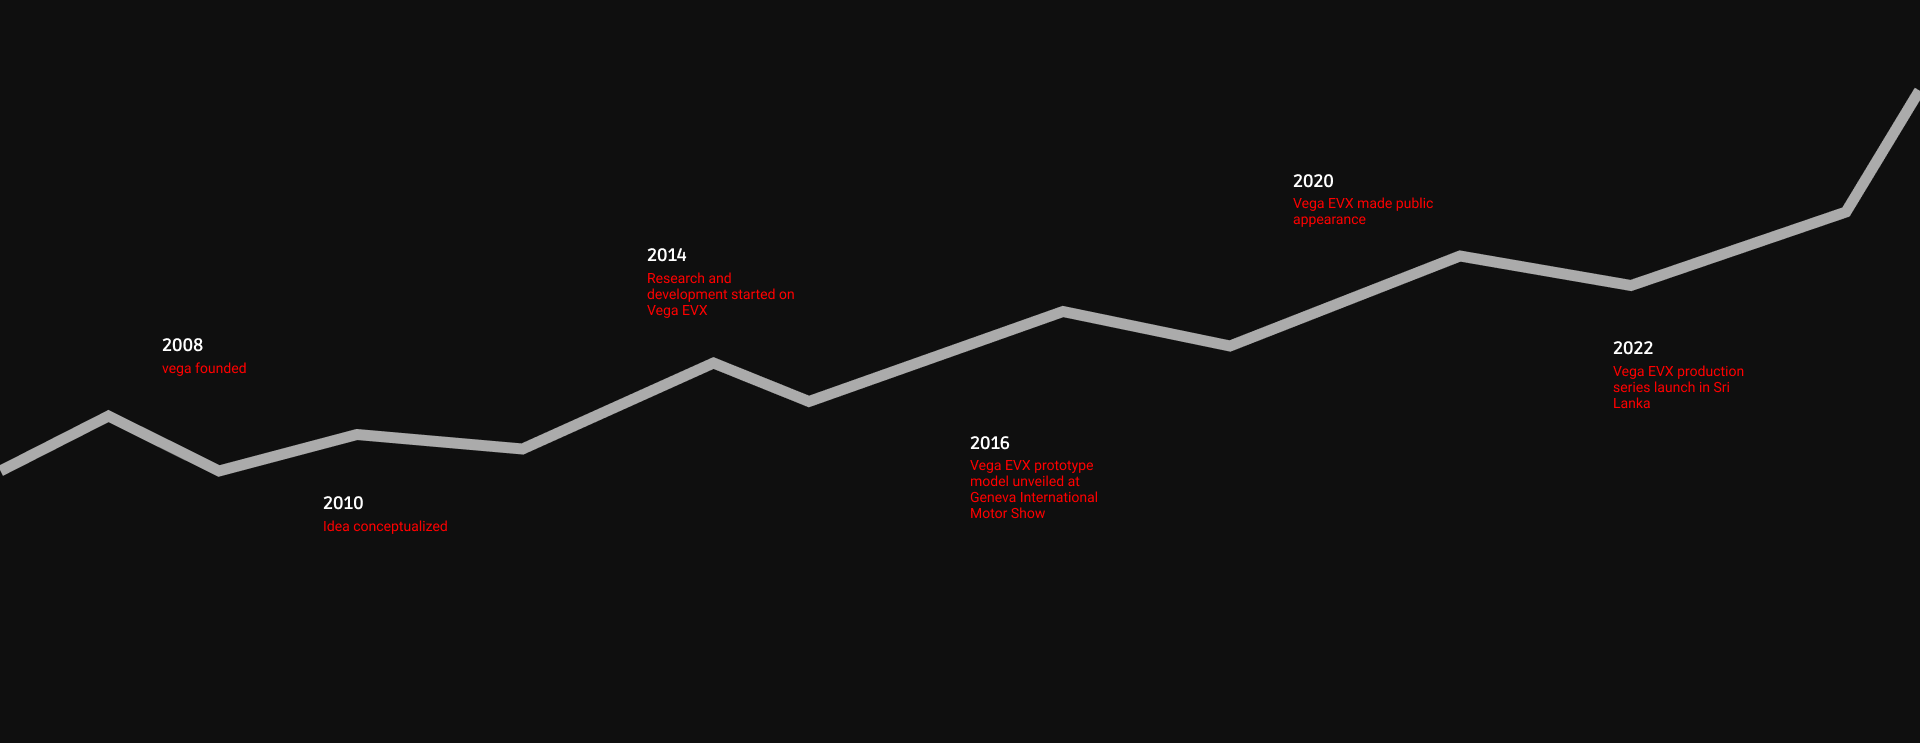 2008
vega founded
2010
Idea conceptualized
2014
Research and
development started on
Vega EVX
2016
Vega EVX prototype
model unveiled at
Geneva International
Motor Show
2020
Vega EVX made public
appearance
2022
Vega EVX production
series launch in Sri
Lanka